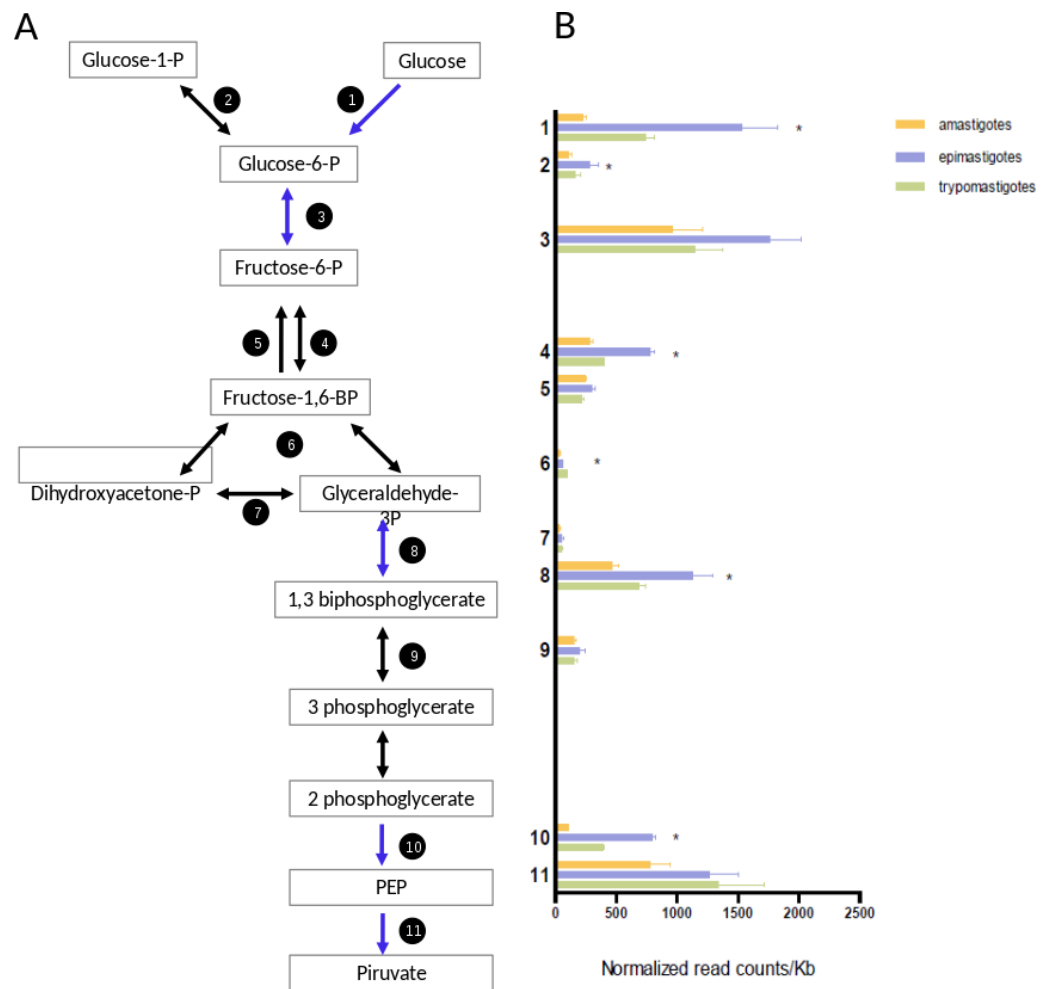 A
B
Glucose-1-P
Glucose
2
1
Glucose-6-P
3
Fructose-6-P
5
4
Fructose-1,6-BP
6
Dihydroxyacetone-P
Glyceraldehyde-
3P
7
8
1,3 biphosphoglycerate
9
3 phosphoglycerate
2 phosphoglycerate
10
PEP
11
Piruvate
1
*
2
*
3
4
*
5
6
*
7
8
*
9
10
*
11
0 500 1000 1500 2000 2500
Normalized read counts/Kb
amastigotes
epimastigotes
trypomastigotes